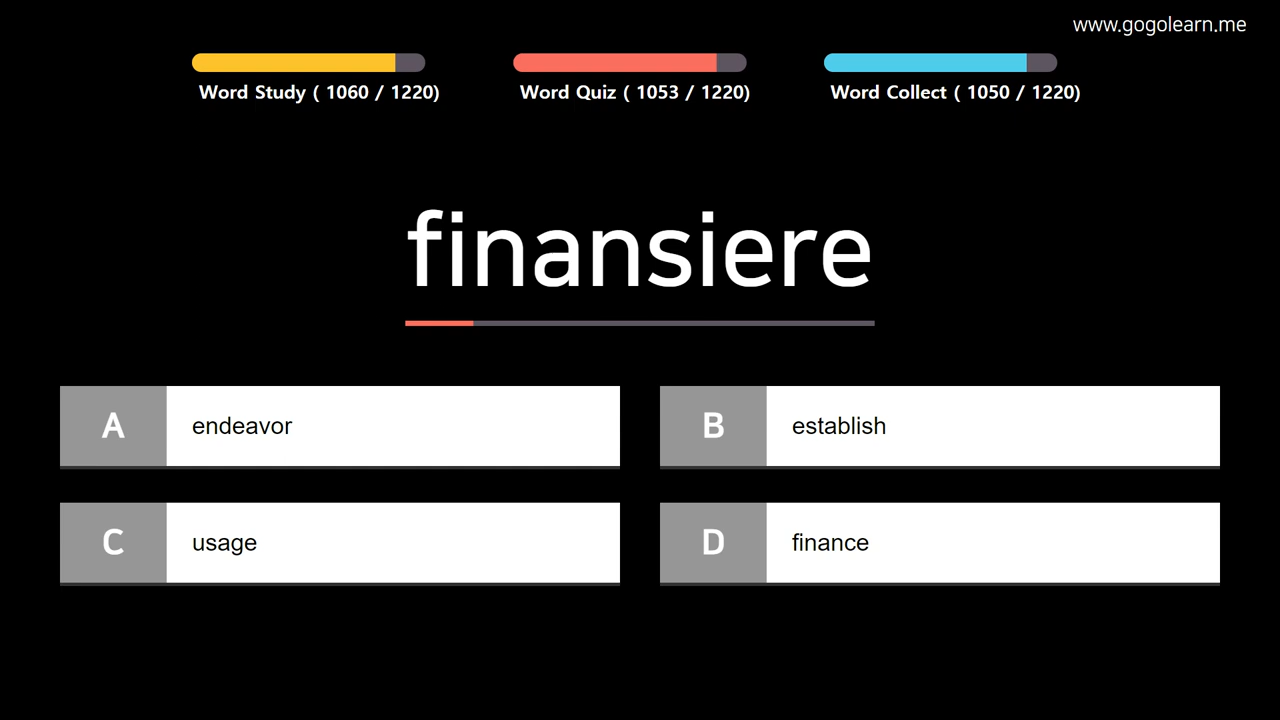 www.gogolearn.me
Word Study ( 1060 / 1220)
Word Quiz ( 1053 / 1220)
Word Collect ( 1050 / 1220)
finansiere
A endeavor
B establish
C usage
D finance